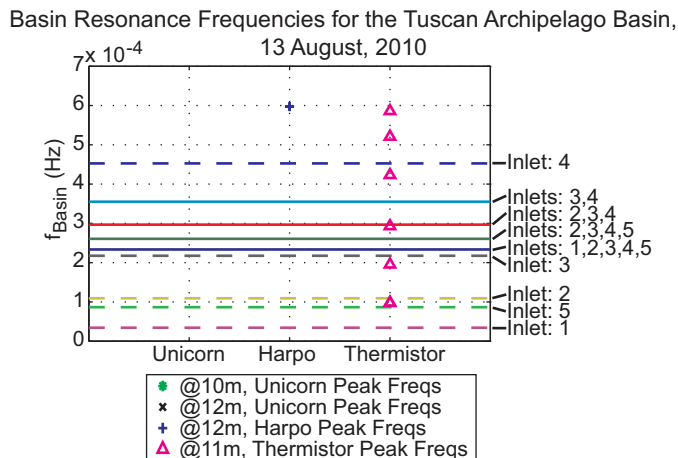 Basin Resonance Frequencies for the Tuscan Archipelago Basin,
13 August, 2010
7x 10-4
6
5
4
3
2
1
0
f_Basin (Hz)
Inlet: 4
Inlets: 3,4
Inlets: 2,3,4
Inlets: 2,3,4,5
Inlets: 1,2,3,4,5
Inlet: 3
Inlet: 2
Inlet: 5
Inlet: 1
Unicorn Harpo Thermistor
@10m, Unicorn Peak Freqs
@12m, Unicorn Peak Freqs
@12m, Harpo Peak Freqs
@11m, Thermistor Peak Freqs